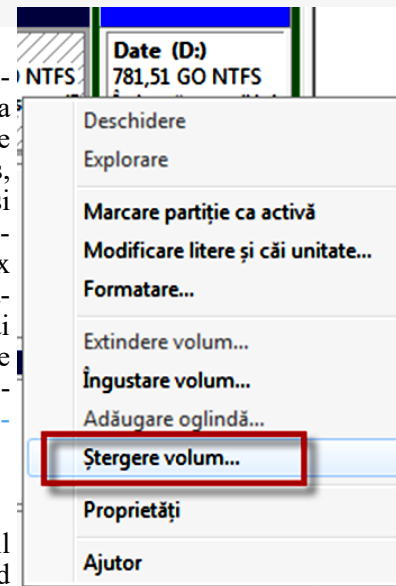 Date (D:)
NTFS 781,51 GO NTFS
Deschidere
Explorare
Marcare partiție ca activă
Modificare litere și căi unitate...
Formatare...
Extindere volum...
Îngustare volum...
Adăugare oglindă...
Ștergere volum...
Proprietăți
Ajutor